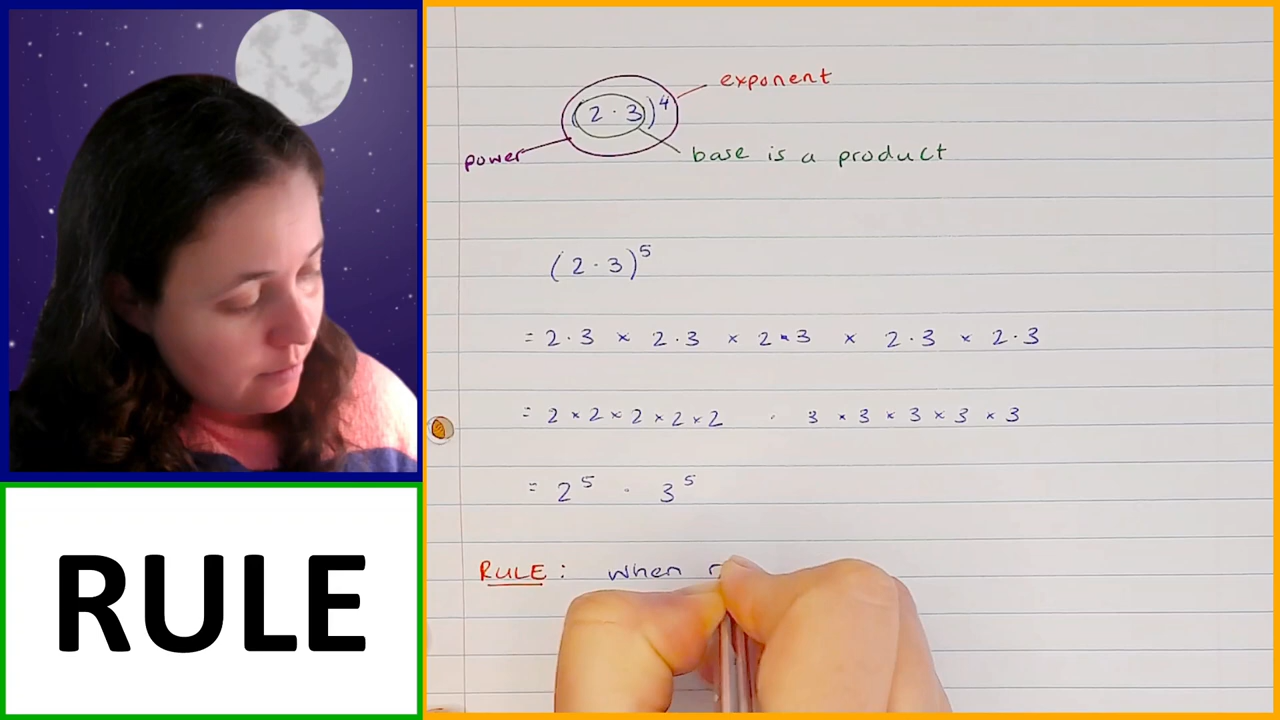 exponent
(2 · 3)⁴
power
base is a product
(2 · 3)⁵
= 2 · 3 × 2 · 3 × 2 · 3 × 2 · 3 × 2 · 3
= 2 × 2 × 2 × 2 × 2 · 3 × 3 × 3 × 3 × 3
= 2⁵ · 3⁵
RULE: when
RULE